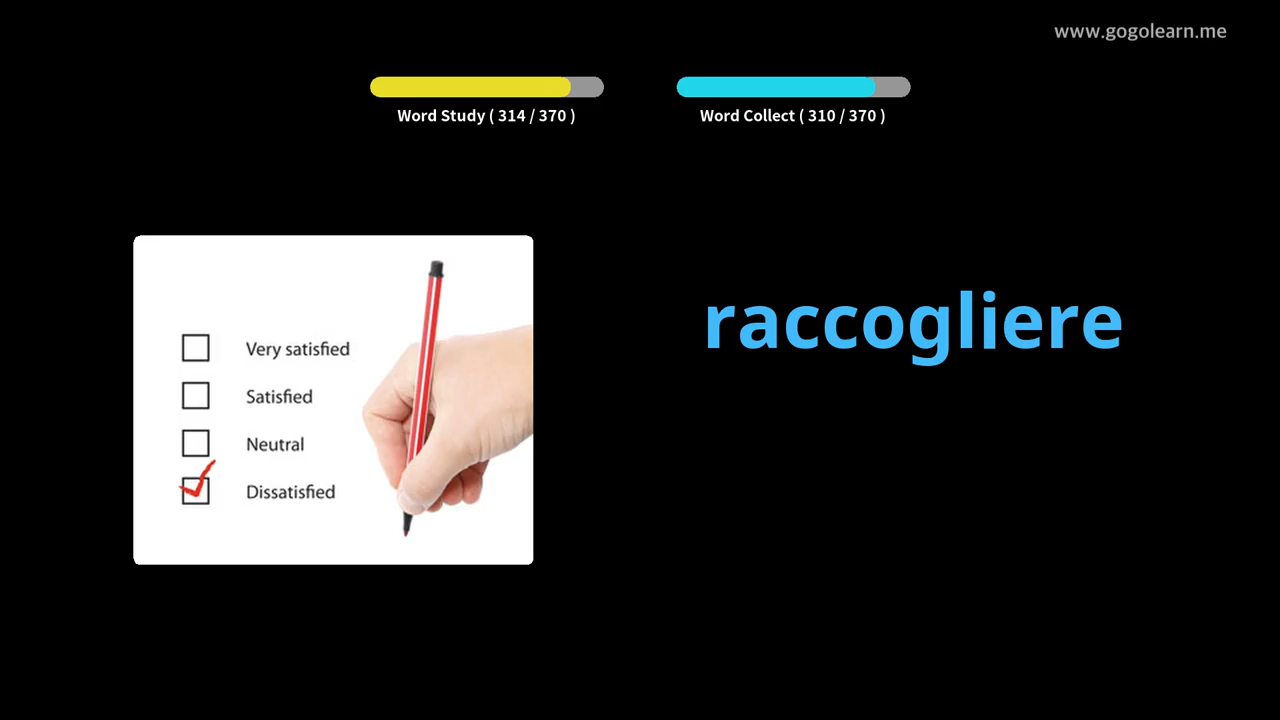 www.gogolearn.me
Word Study ( 314 / 370 )
Word Collect ( 310 / 370 )
raccogliere
Very satisfied
Satisfied
Neutral
Dissatisfied